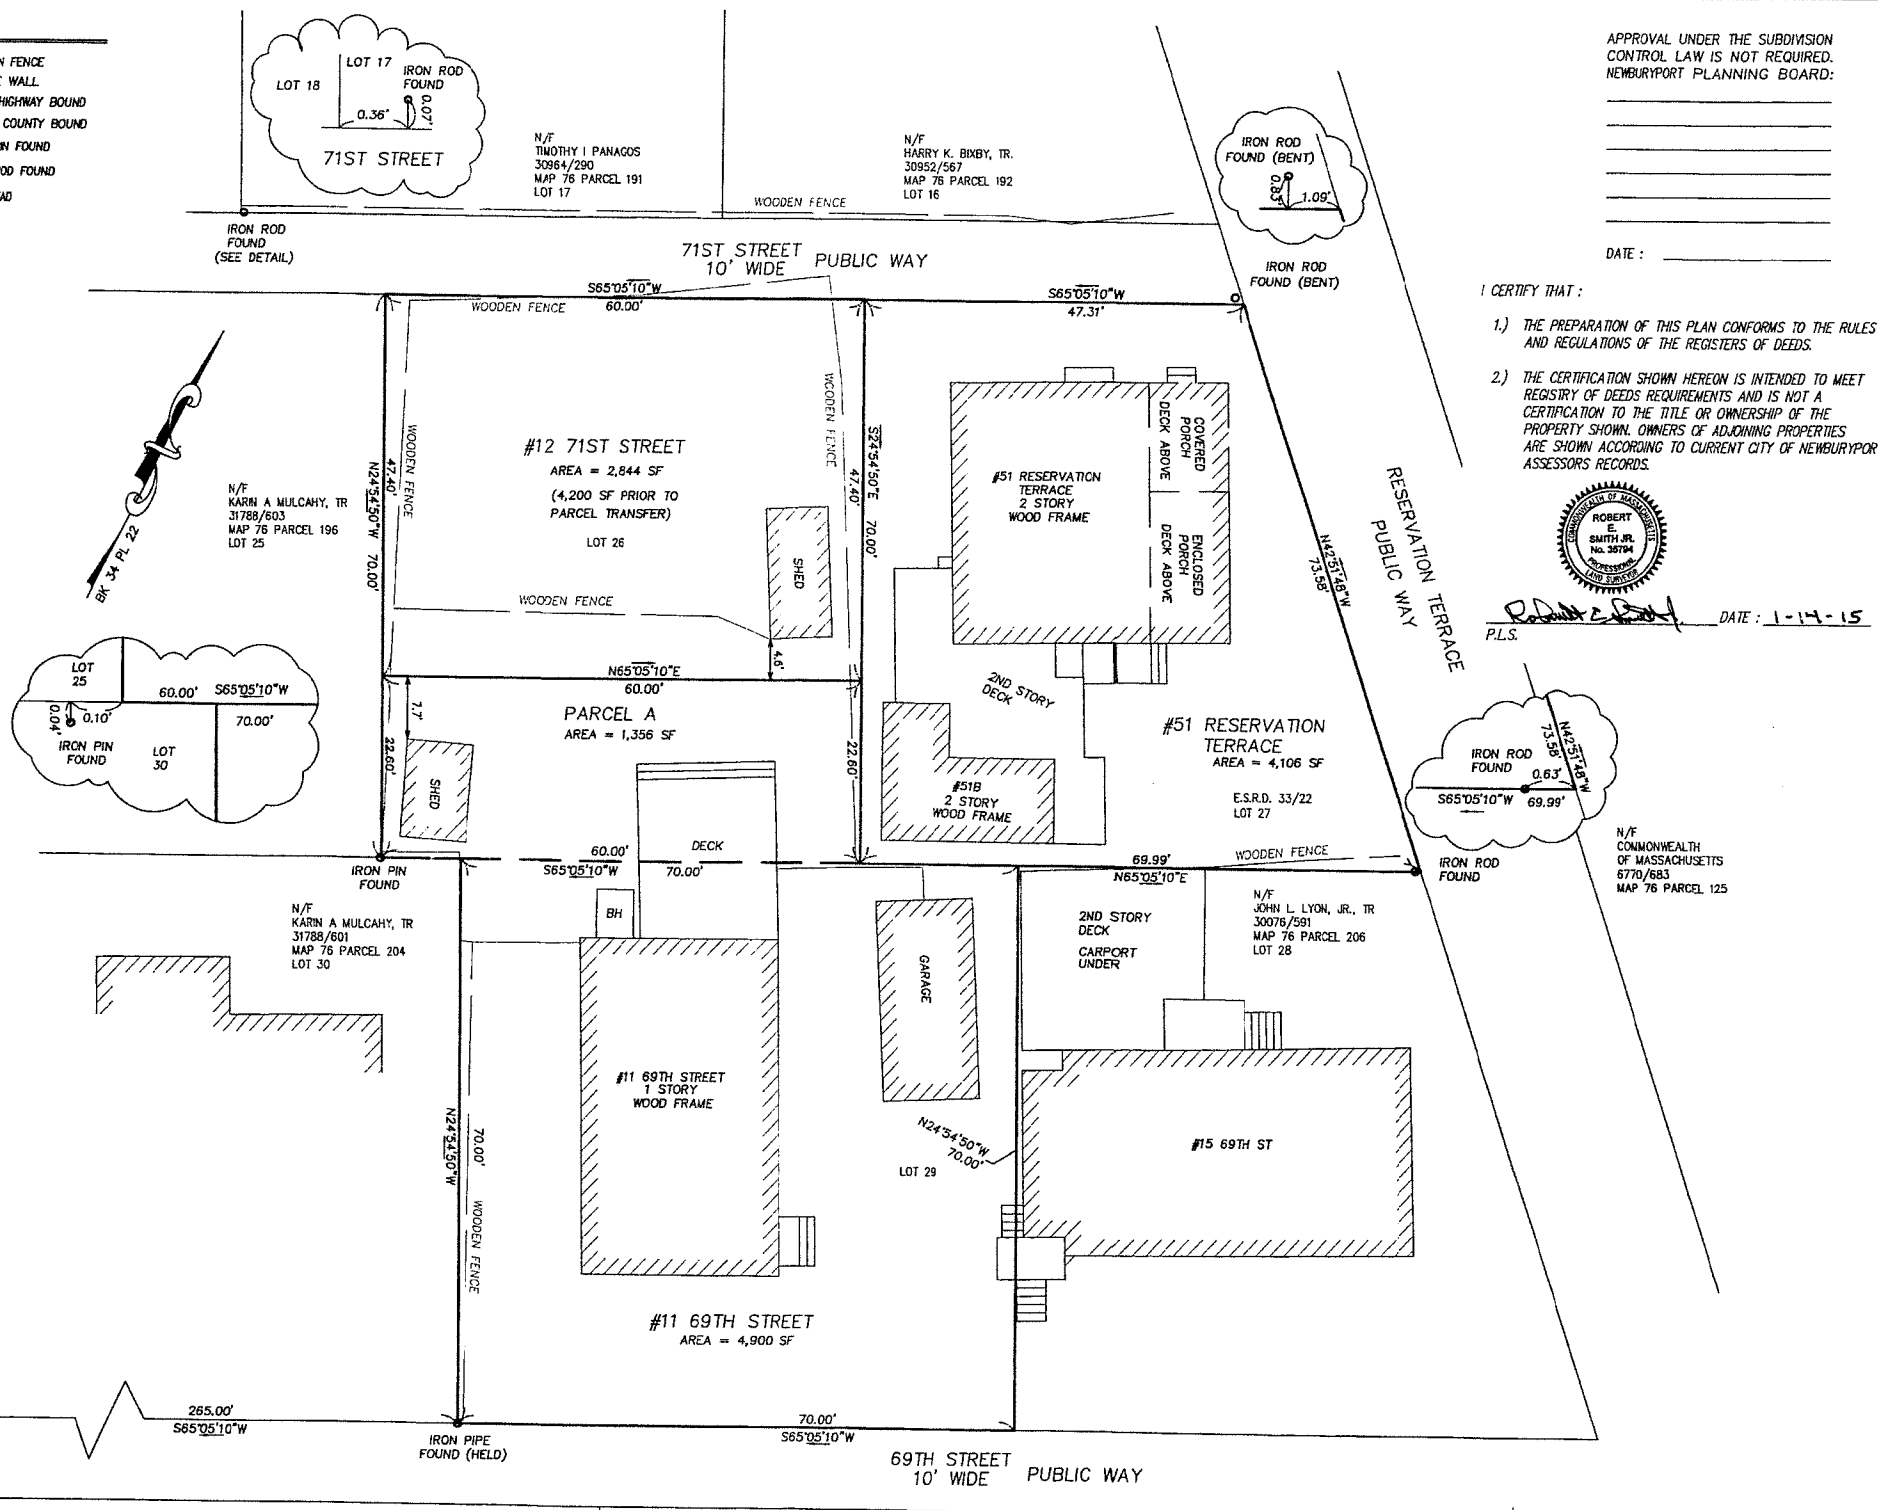 N FENCE
WALL
HIGHWAY BOUND
COUNTY BOUND
FOUND
OD FOUND
AD
LOT 18
LOT 17
IRON ROD
FOUND
0.36'
0.07'
71ST STREET
N/F
TIMOTHY I PANAGOS
30964/290
MAP 76 PARCEL 191
LOT 17
N/F
HARRY K. BIXBY, TR.
30952/567
MAP 76 PARCEL 192
LOT 16
WOODEN FENCE
IRON ROD
FOUND (BENT)
0.83'
1.09'
IRON ROD
FOUND (BENT)
APPROVAL UNDER THE SUBDIVISION
CONTROL LAW IS NOT REQUIRED.
NEWBURYPORT PLANNING BOARD:
DATE :
IRON ROD
FOUND
(SEE DETAIL)
71ST STREET
10' WIDE
PUBLIC WAY
S65°05'10"W
60.00'
WOODEN FENCE
S65°05'10"W
47.31'
I CERTIFY THAT :
1.) THE PREPARATION OF THIS PLAN CONFORMS TO THE RULES
AND REGULATIONS OF THE REGISTERS OF DEEDS.
2.) THE CERTIFICATION SHOWN HEREON IS INTENDED TO MEET
REGISTRY OF DEEDS REQUIREMENTS AND IS NOT A
CERTIFICATION TO THE TITLE OR OWNERSHIP OF THE
PROPERTY SHOWN. OWNERS OF ADJOINING PROPERTIES
ARE SHOWN ACCORDING TO CURRENT CITY OF NEWBURYPOR
ASSESSORS RECORDS.
COMMONWEALTH OF MASSACHUSETTS
ROBERT
E.
SMITH JR.
No. 35794
PROFESSIONAL
LAND SURVEYOR
P.L.S.
DATE : 1-14-15
BK 34 PL 22
N/F
KARIN A MULCAHY, TR
31788/603
MAP 76 PARCEL 196
LOT 25
47.40'
N24°54'50"W 70.00'
WOODEN FENCE
#12 71ST STREET
AREA = 2,844 SF
(4,200 SF PRIOR TO
PARCEL TRANSFER)
LOT 26
SHED
WOODEN FENCE
WOODEN FENCE
S24°54'50"E 70.00'
47.40'
4.6'
#51 RESERVATION
TERRACE
2 STORY
WOOD FRAME
COVERED
PORCH
DECK ABOVE
ENCLOSED
PORCH
DECK ABOVE
N42°51'48"W
73.58'
RESERVATION TERRACE
PUBLIC WAY
LOT
25
60.00' S65°05'10"W
0.04'
0.10'
70.00'
IRON PIN
FOUND
LOT
30
N65°05'10"E
60.00'
PARCEL A
AREA = 1,356 SF
7.7'
22.60'
SHED
22.60'
2ND STORY
DECK
#51B
2 STORY
WOOD FRAME
#51 RESERVATION
TERRACE
AREA = 4,106 SF
E.S.R.D. 33/22
LOT 27
IRON ROD
FOUND
0.63'
S65°05'10"W
69.99'
N42°51'48"W
73.58'
N/F
COMMONWEALTH
OF MASSACHUSETTS
6770/683
MAP 76 PARCEL 125
IRON PIN
FOUND
60.00'
S65°05'10"W
70.00'
DECK
69.99'
N65°05'10"E
WOODEN FENCE
IRON ROD
FOUND
N/F
KARIN A MULCAHY, TR
31788/601
MAP 76 PARCEL 204
LOT 30
BH
GARAGE
2ND STORY
DECK
CARPORT
UNDER
N/F
JOHN L. LYON, JR., TR
30076/591
MAP 76 PARCEL 206
LOT 28
#11 69TH STREET
1 STORY
WOOD FRAME
N24°54'50"W
70.00'
WOODEN FENCE
N24°54'50"W
70.00'
LOT 29
#15 69TH ST
#11 69TH STREET
AREA = 4,900 SF
265.00'
S65°05'10"W
IRON PIPE
FOUND (HELD)
70.00'
S65°05'10"W
69TH STREET
10' WIDE
PUBLIC WAY